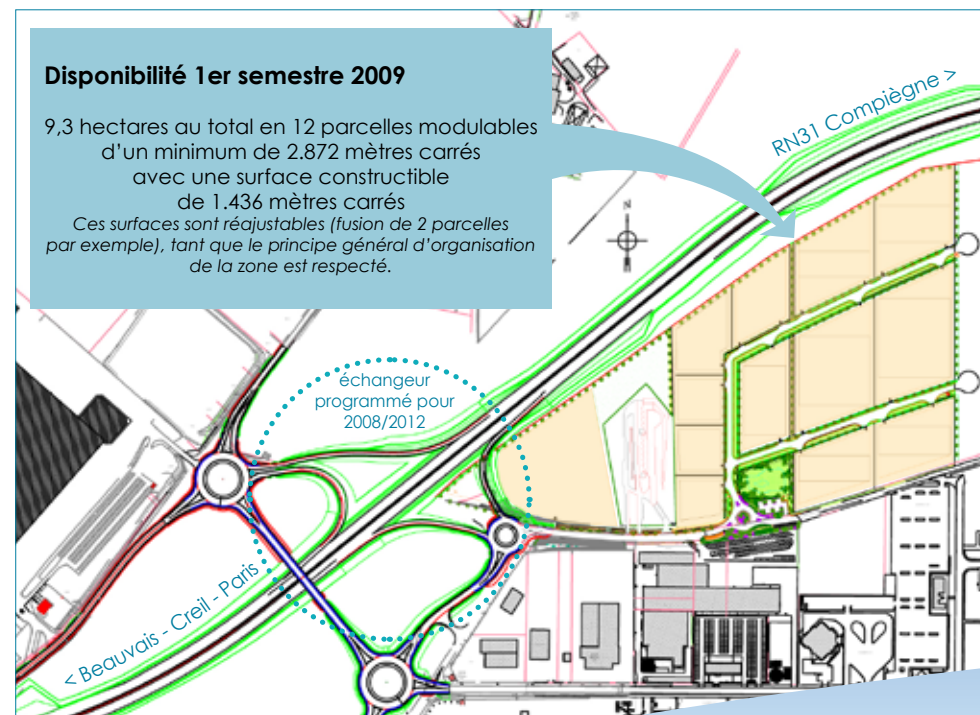 Disponibilité 1er semestre 2009
9,3 hectares au total en 12 parcelles modulables
d'un minimum de 2.872 mètres carrés
avec une surface constructible
de 1.436 mètres carrés
Ces surfaces sont réajustables (fusion de 2 parcelles
par exemple), tant que le principe général d'organisation
de la zone est respecté.
RN31 Compiègne >
N
échangeur
programmé pour
2008/2012
< Beauvais - Creil - Paris